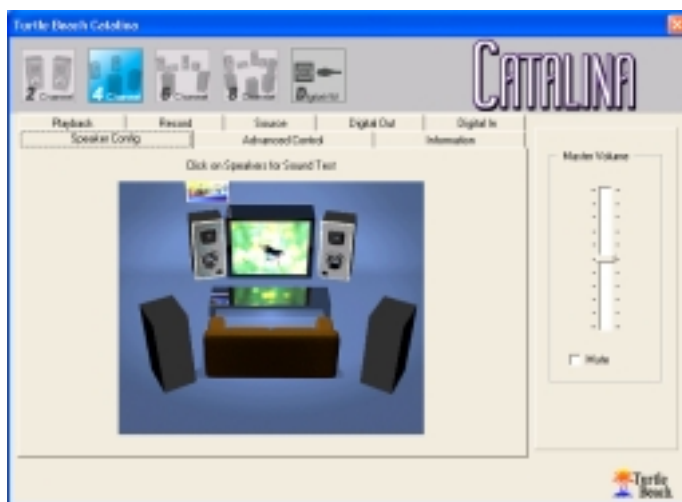 Turtle Beach Catalina
2 Channel
4 Channel
6 Channel
8 Channel
CATALINA
Playback Record Source Digital Out Digital In
Speaker Config Advanced Control Information
Click on Speakers for Sound Test
Master Volume
Mute
Turtle
Beach